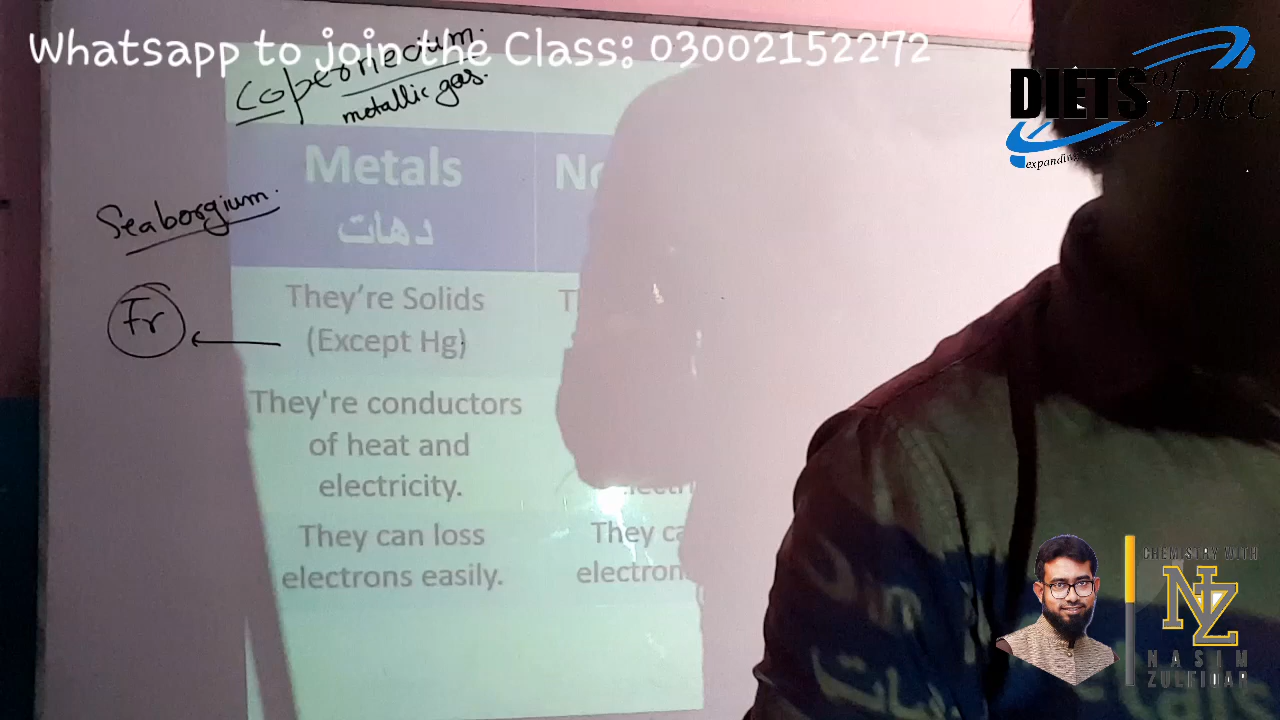 Whatsapp to join the Class: 03002152272
Copernecium.
metallic gas.
DIETS of DICC
expanding
Metals
No
دھات
Seaborgium.
They're Solids
(Except Hg)
T
Fr
They're conductors
of heat and
electricity.
They can loss
electrons easily.
They ca
electron
CHEMISTRY WITH
NZ
NASIM
ZULFIQAR